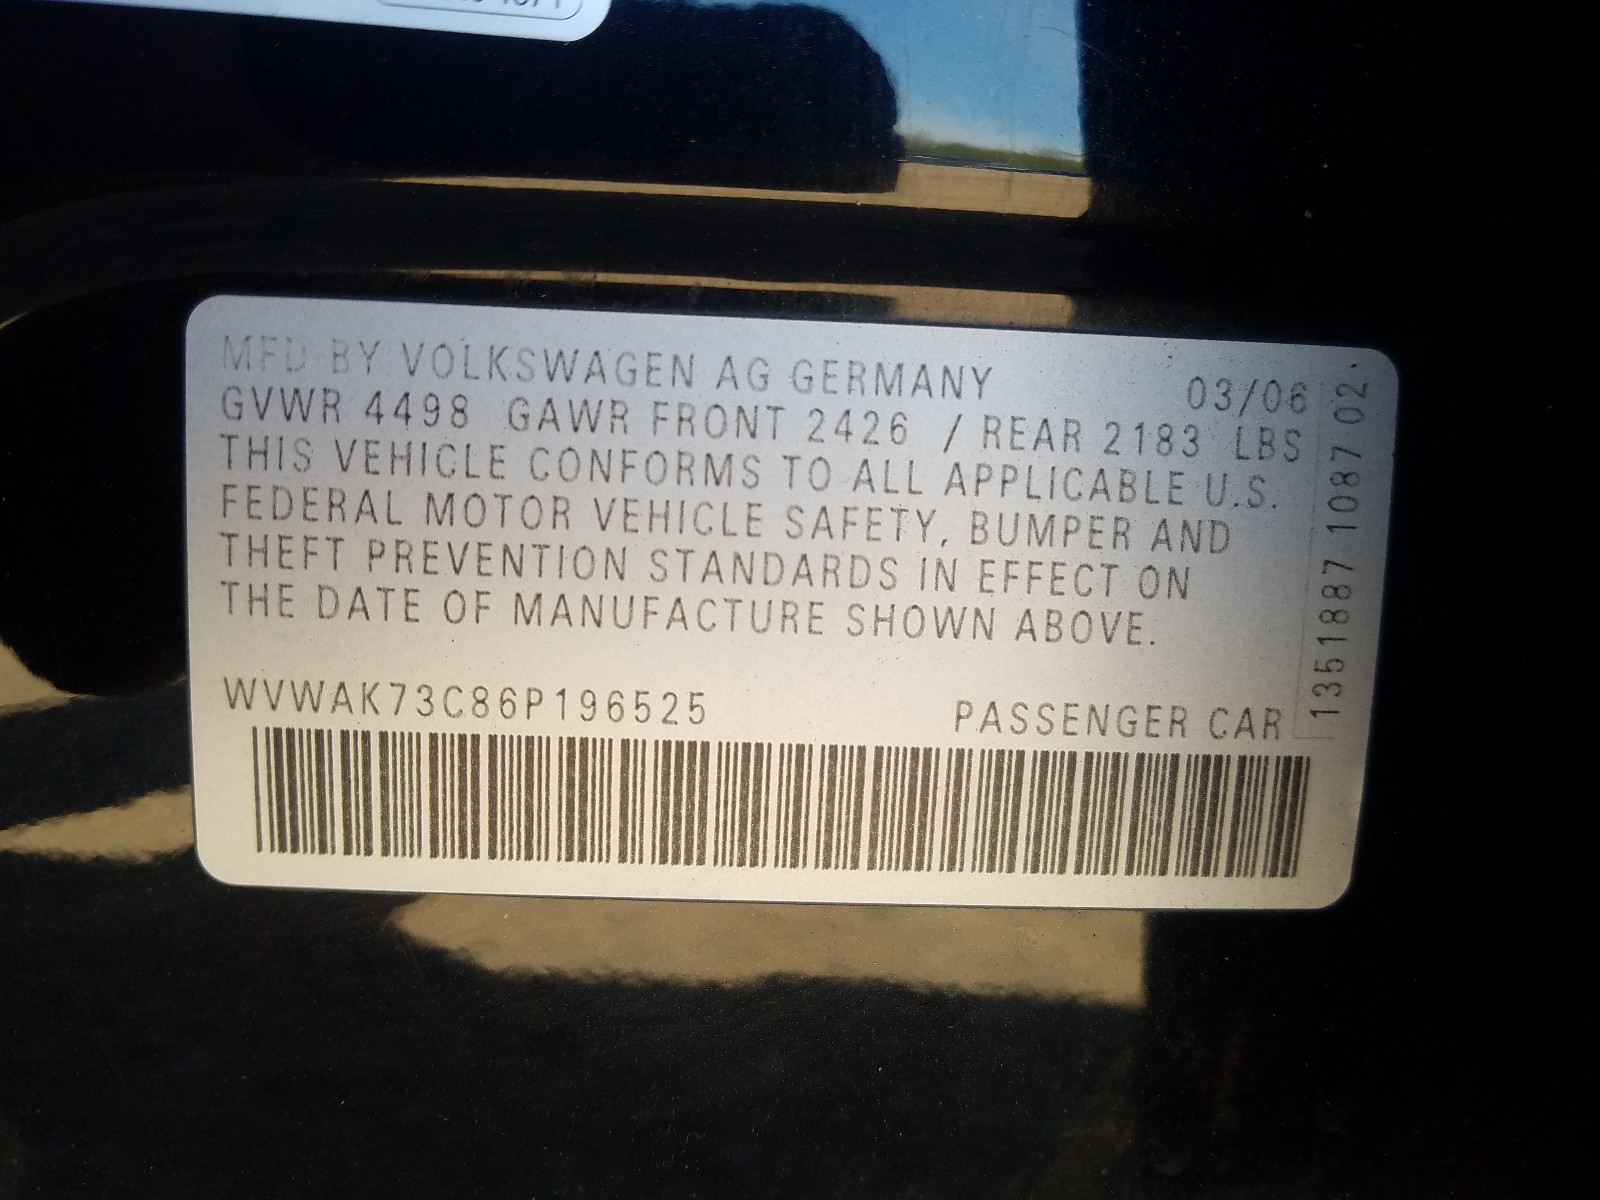 MFD BY VOLKSWAGEN AG GERMANY 03/06
GVWR 4498 GAWR FRONT 2426 / REAR 2183 LBS
THIS VEHICLE CONFORMS TO ALL APPLICABLE U.S.
FEDERAL MOTOR VEHICLE SAFETY, BUMPER AND
THEFT PREVENTION STANDARDS IN EFFECT ON
THE DATE OF MANUFACTURE SHOWN ABOVE.
WVWAK73C86P196525 PASSENGER CAR
1351887 1087 02